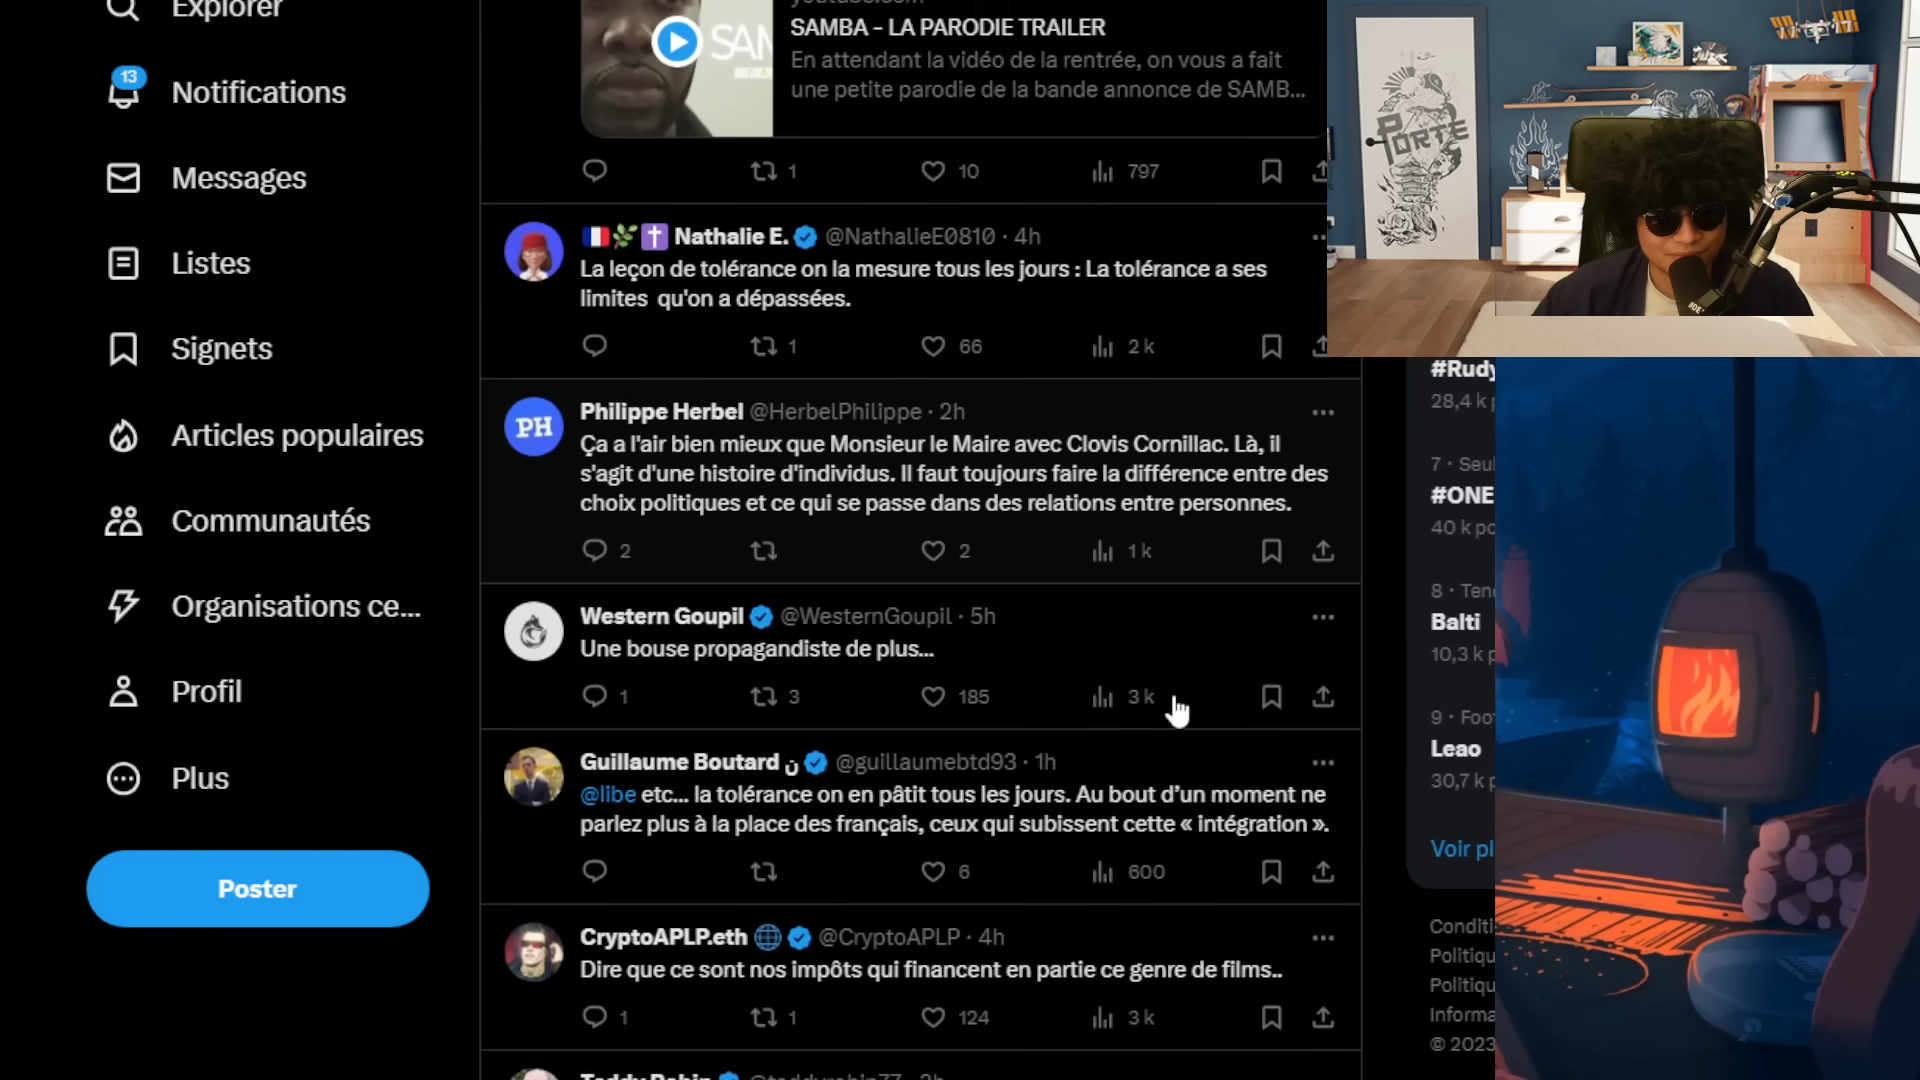 Explorer
13
Notifications
Messages
Listes
Signets
Articles populaires
Communautés
Organisations ce...
Profil
Plus
Poster
youtube.com
SAMBA - LA PARODIE TRAILER
En attendant la vidéo de la rentrée, on vous a fait
une petite parodie de la bande annonce de SAMB...
SAM
1 10 797
Nathalie E. @NathalieE0810 · 4h
La leçon de tolérance on la mesure tous les jours : La tolérance a ses
limites qu'on a dépassées.
1 66 2 k
PH
Philippe Herbel @HerbelPhilippe · 2h
Ça a l'air bien mieux que Monsieur le Maire avec Clovis Cornillac. Là, il
s'agit d'une histoire d'individus. Il faut toujours faire la différence entre des
choix politiques et ce qui se passe dans des relations entre personnes.
2 2 1 k
Western Goupil @WesternGoupil · 5h
Une bouse propagandiste de plus...
1 3 185 3 k
Guillaume Boutard ن @guillaumebtd93 · 1h
@libe etc... la tolérance on en pâtit tous les jours. Au bout d’un moment ne
parlez plus à la place des français, ceux qui subissent cette « intégration ».
6 600
CryptoAPLP.eth @CryptoAPLP · 4h
Dire que ce sont nos impôts qui financent en partie ce genre de films..
1 1 124 3 k
PORTE
RODE
#Rudy
28,4 k p
7 · Seul
#ONE
40 k po
8 · Ten
Balti
10,3 k p
9 · Foo
Leao
30,7 k p
Voir pl
Conditi
Politiqu
Politiqu
Informa
© 2023